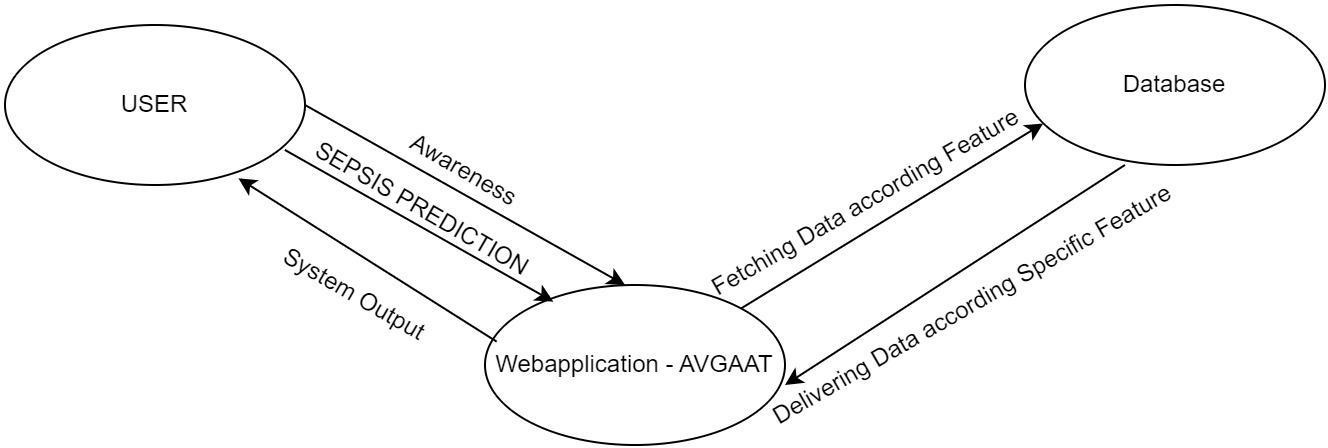 USER
Database
Awareness
SEPSIS PREDICTION
System Output
Fetching Data according Feature
Delivering Data according Specific Feature
Webapplication - AVGAAT